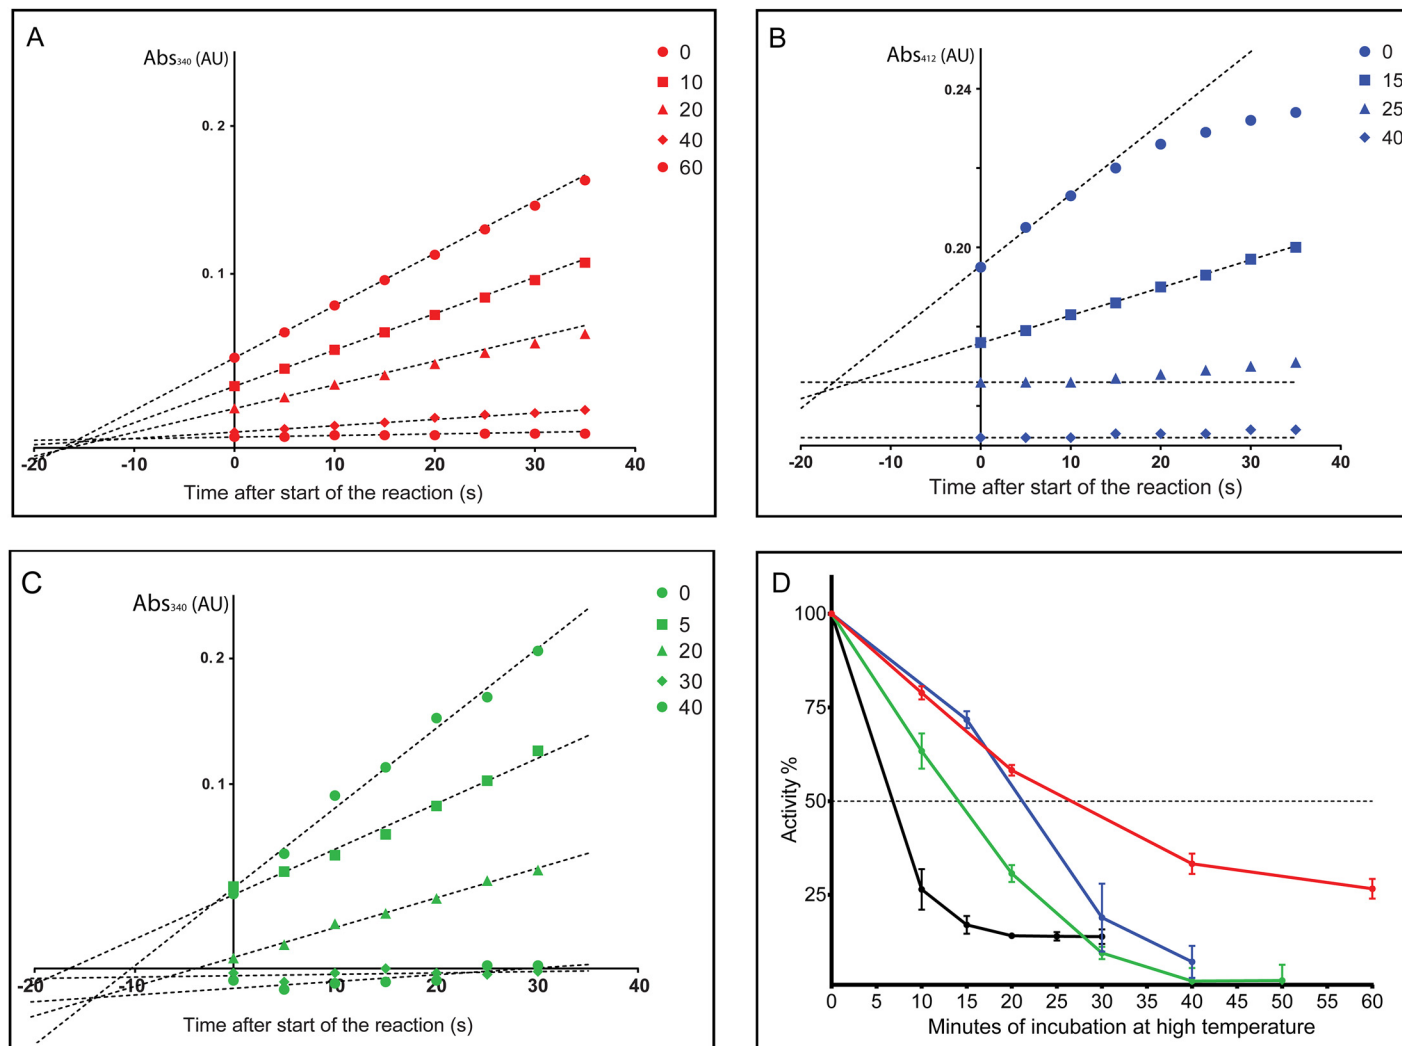 A
Abs340 (AU)
0
10
20
40
60
0. 2
0. 1
-20 -10 0 10 20 30 40
Time after start of the reaction (s)
B
Abs412 (AU)
0
15
25
40
0.24
0.20
-20 -10 0 10 20 30 40
Time after start of the reaction (s)
C
Abs340 (AU)
0
5
20
30
40
0. 2
0. 1
-20 -10 0 10 20 30 40
Time after start of the reaction (s)
D
Activity %
100
75
50
25
0 5 10 15 20 25 30 35 40 45 50 55 60
Minutes of incubation at high temperature